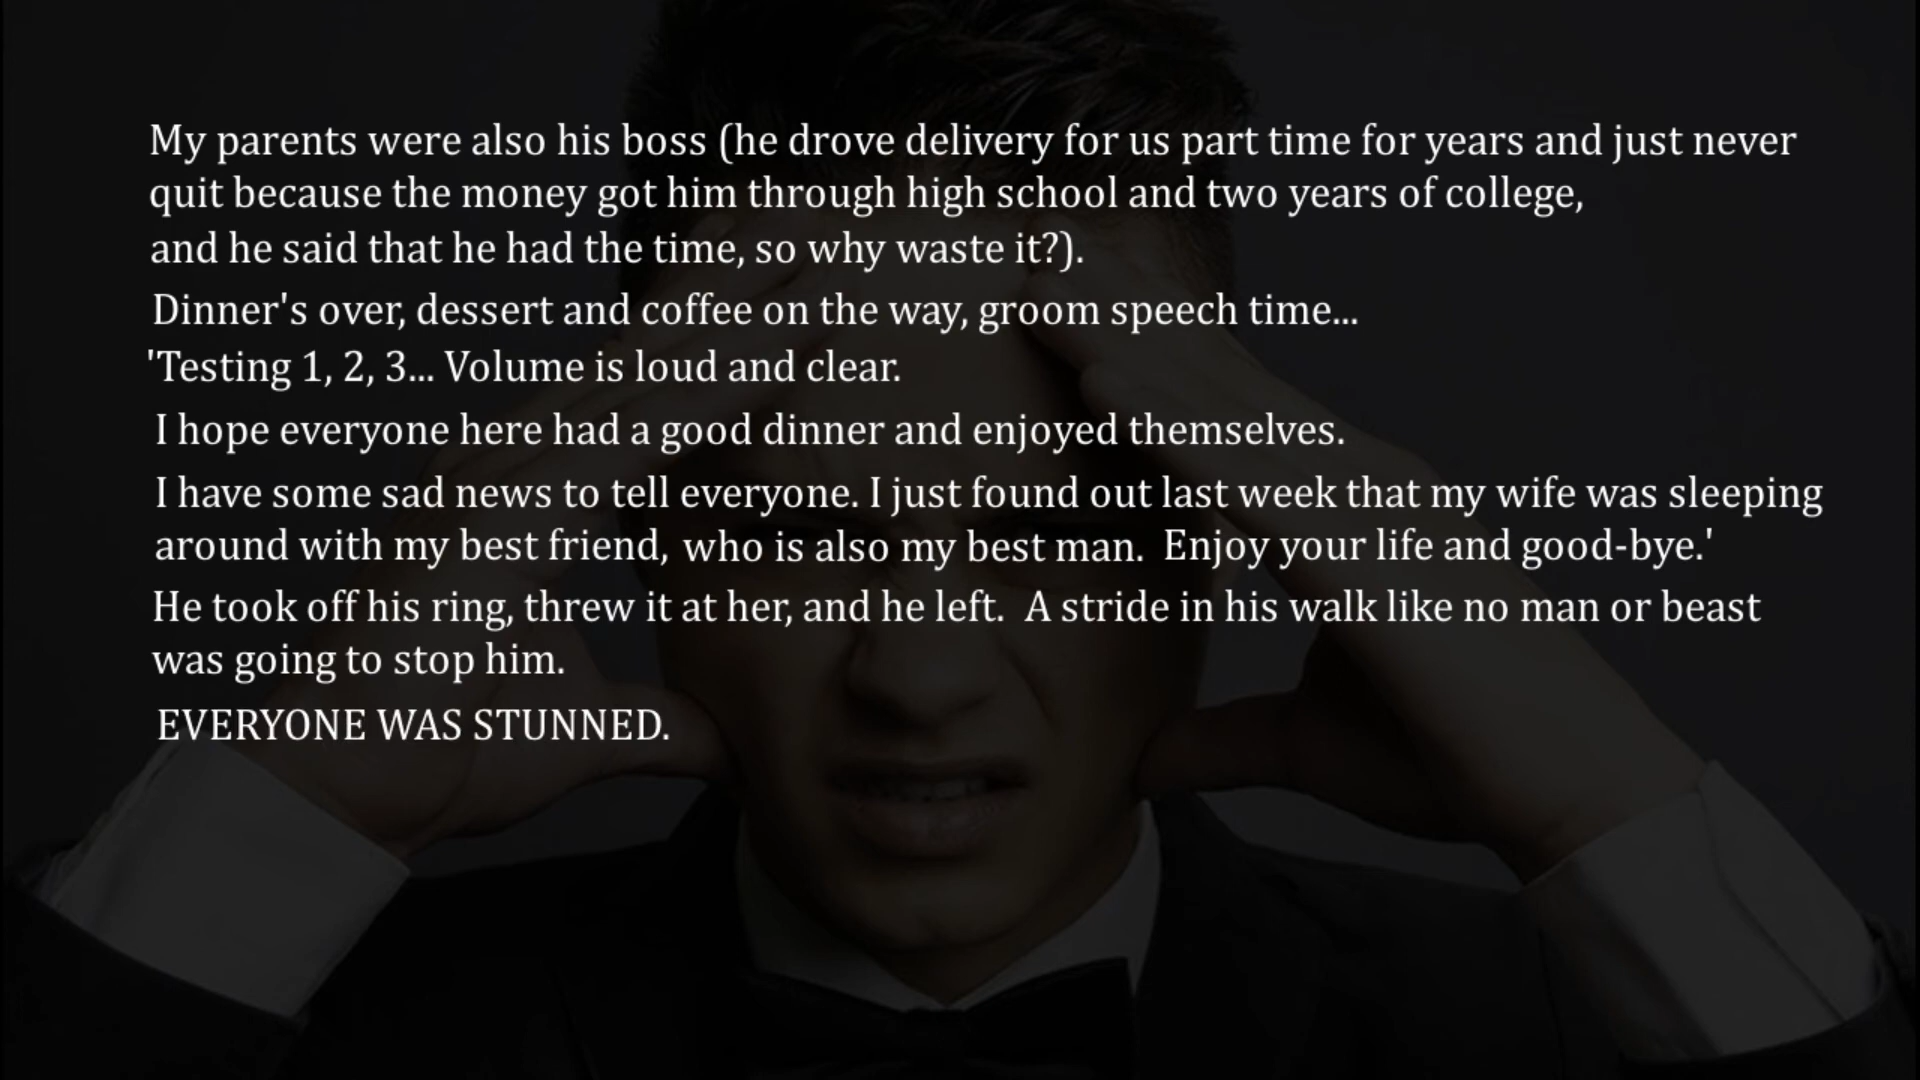 My parents were also his boss (he drove delivery for us part time for years and just never
quit because the money got him through high school and two years of college,
and he said that he had the time, so why waste it?).
Dinner's over, dessert and coffee on the way, groom speech time...
'Testing 1, 2, 3... Volume is loud and clear.
I hope everyone here had a good dinner and enjoyed themselves.
I have some sad news to tell everyone. I just found out last week that my wife was sleeping
around with my best friend, who is also my best man. Enjoy your life and good-bye.'
He took off his ring, threw it at her, and he left. A stride in his walk like no man or beast
was going to stop him.
EVERYONE WAS STUNNED.